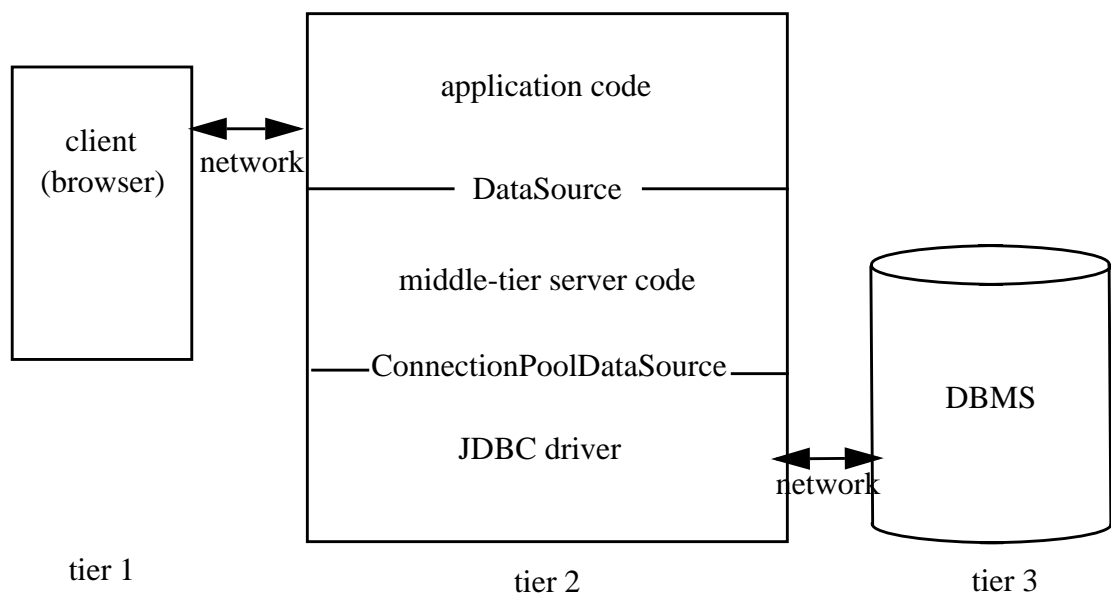 application code
client
(browser)
network
DataSource
middle-tier server code
ConnectionPoolDataSource
DBMS
JDBC driver
network
tier 1
tier 2
tier 3